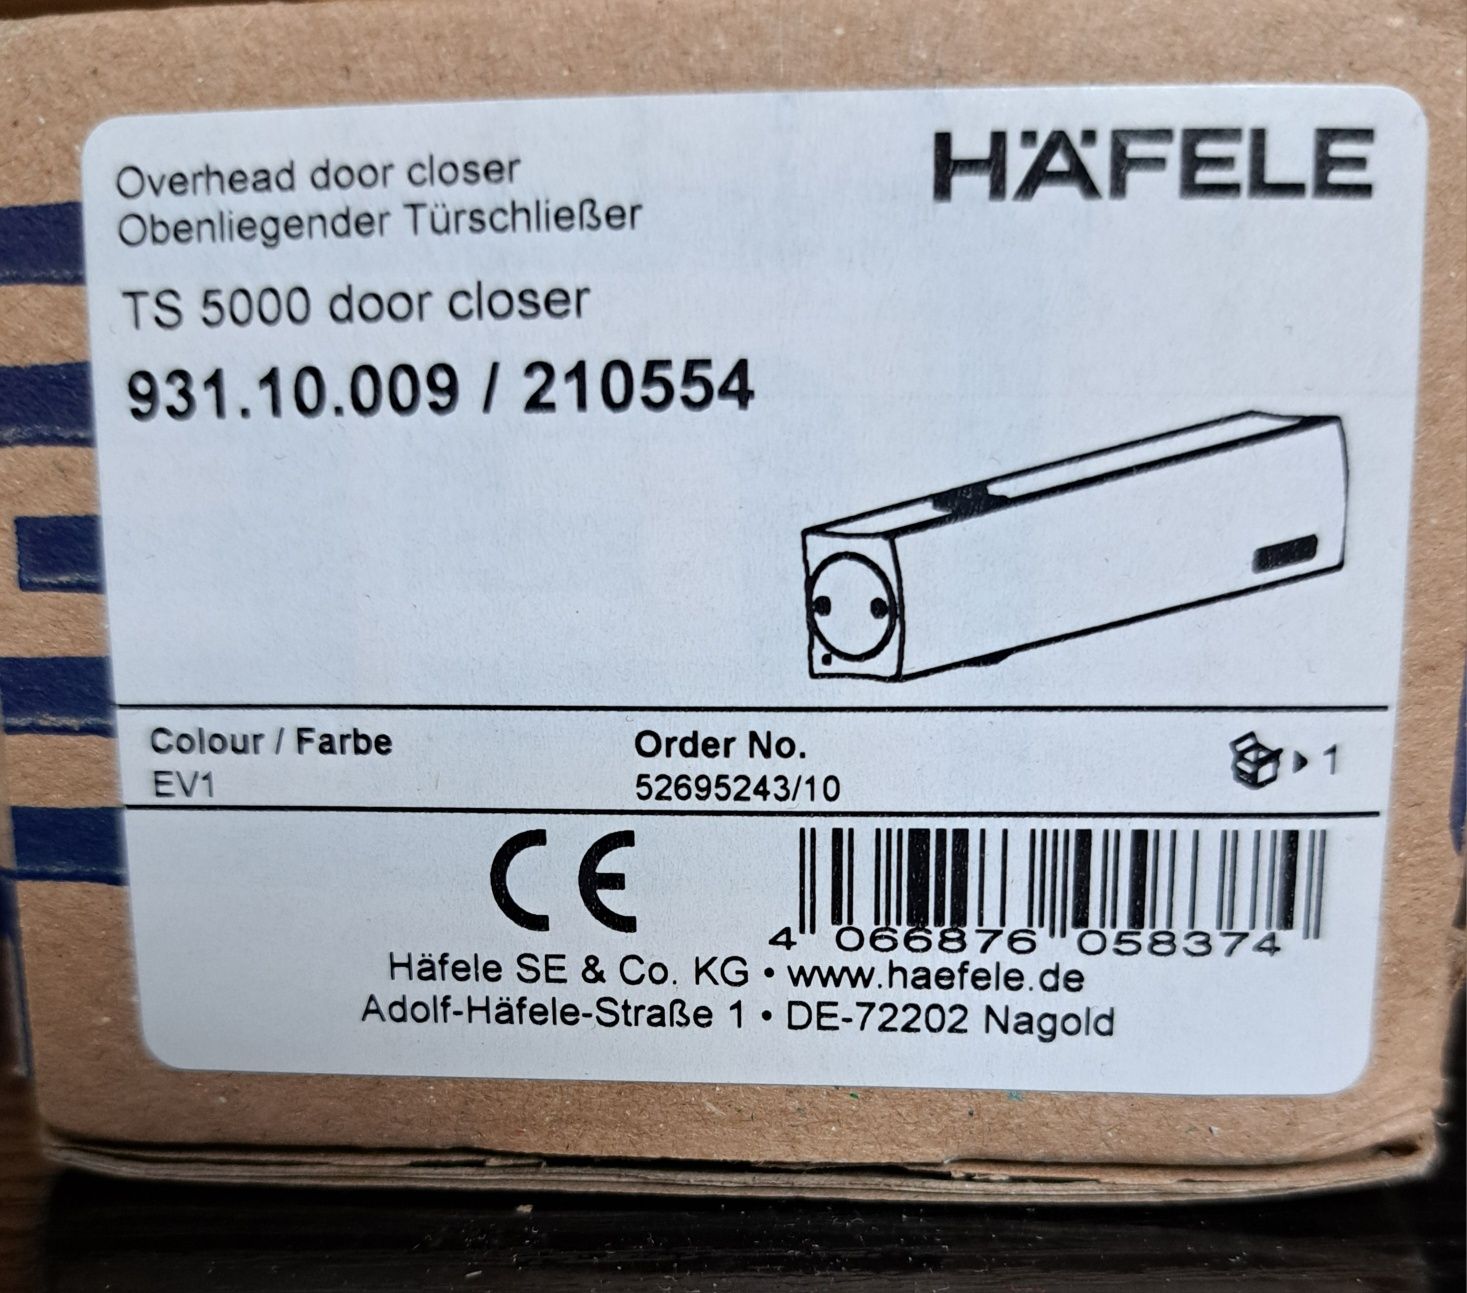 HÄFELE
Overhead door closer
Obenliegender Türschließer
TS 5000 door closer
931.10.009 / 210554
Colour / Farbe
EV1
Order No.
52695243/10
1
CE
4 066876 058374
Häfele SE & Co. KG • www.haefele.de
Adolf-Häfele-Straße 1 • DE-72202 Nagold